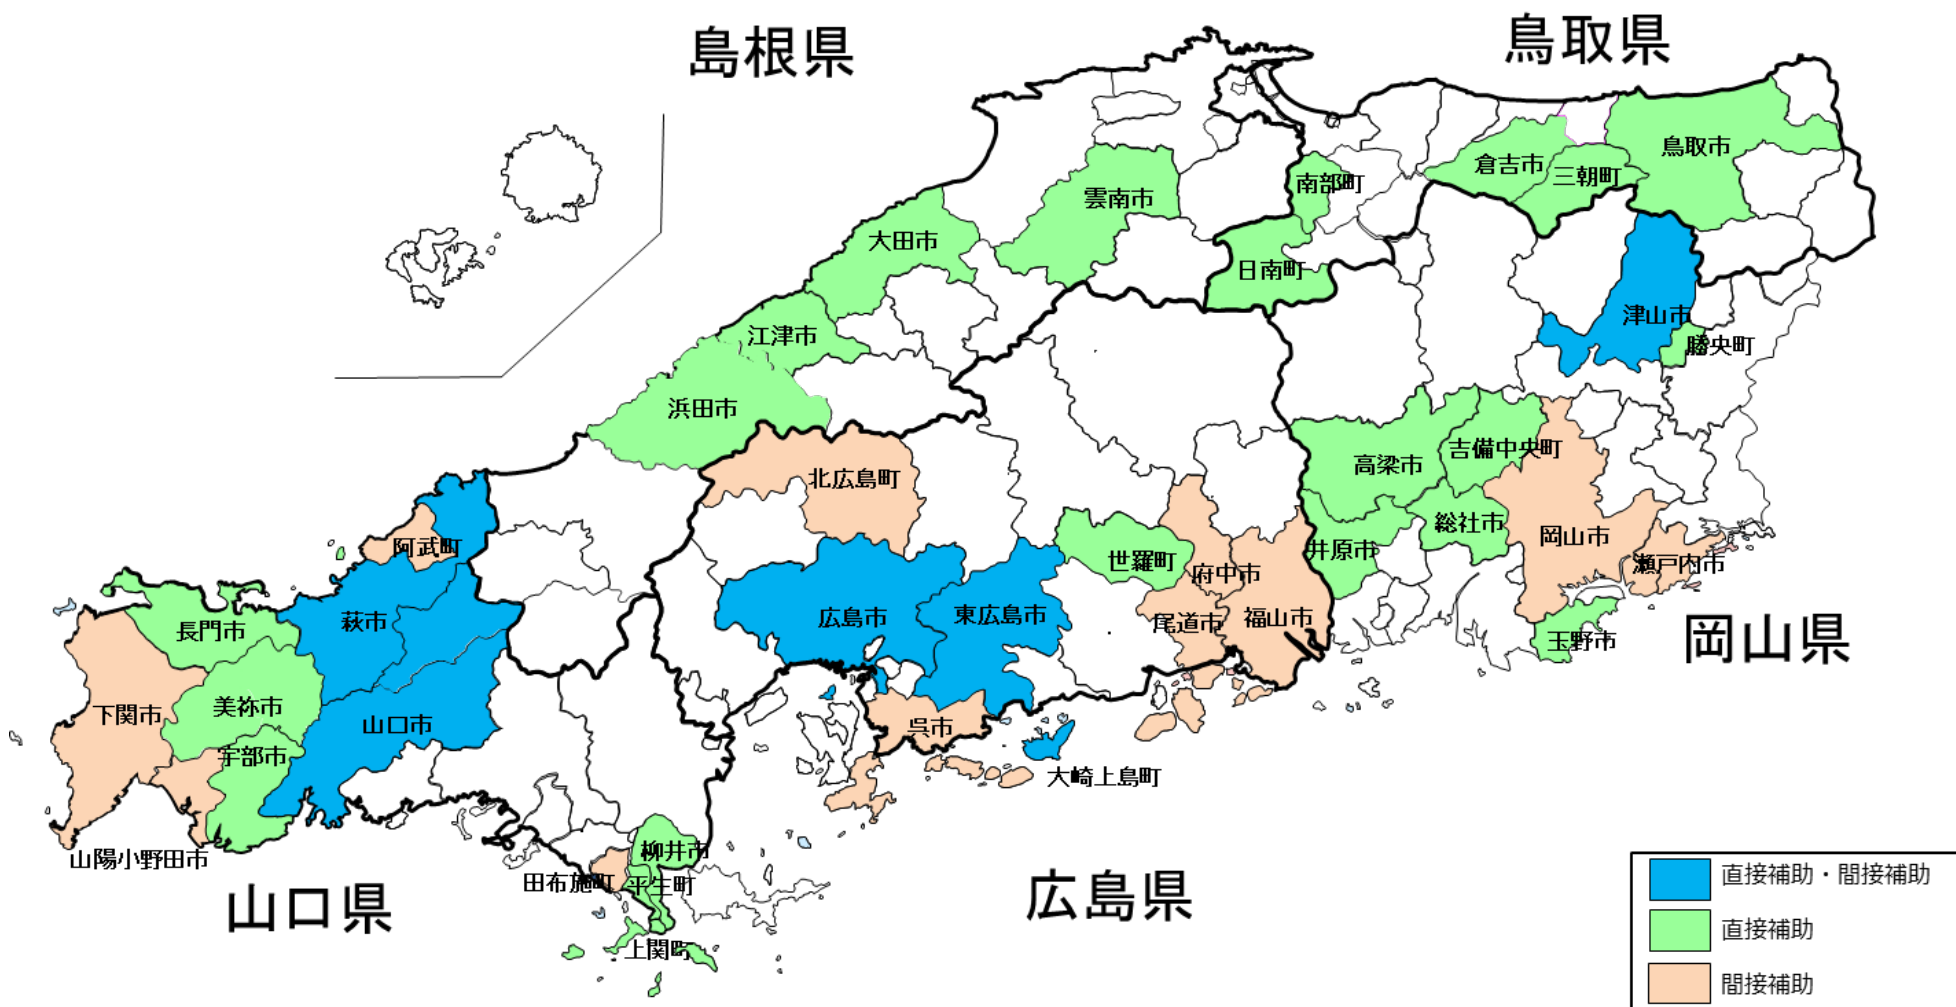 島根県
鳥取県
鳥取市
倉吉市
三朝町
南部町
雲南市
大田市
日南町
江津市
津山市
勝央町
浜田市
吉備中央町
高梁市
北広島町
総社市
岡山市
阿武町
井原市
世羅町
瀬戸内市
府中市
萩市
広島市
東広島市
尾道市
福山市
長門市
玉野市
岡山県
美祢市
下関市
山口市
呉市
宇部市
大崎上島町
山陽小野田市
柳井市
田布施町
平生町
山口県
広島県
上関町
直接補助・間接補助
直接補助
間接補助